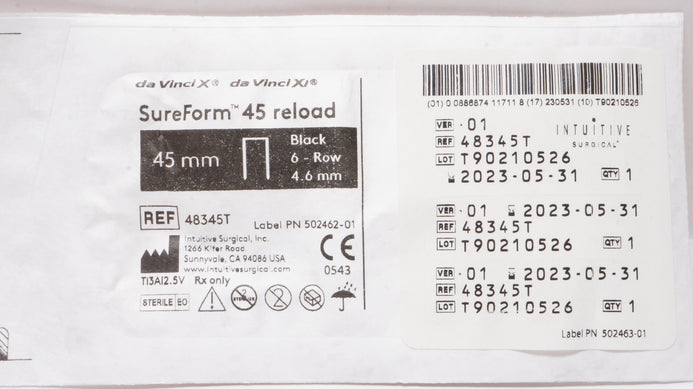 da Vinci X® da Vinci Xi®
SureForm™ 45 reload
45 mm
Black
6 - Row
4.6 mm
REF 48345T
Label PN 502462-01
Intuitive Surgical, Inc.
1266 Kifer Road
Sunnyvale, CA 94086 USA
www.intuitivesurgical.com
CE
0543
Ti3Al2.5V Rx only
STERILE EO
(01) 0 0886874 11711 8 (17) 230531 (10) T90210526
VER - 01
INTUITIVE
SURGICAL®
REF 48345T
LOT T90210526
2023-05-31 QTY 1
VER - 01 2023-05-31
REF 48345T
LOT T90210526 QTY 1
VER - 01 2023-05-31
REF 48345T
LOT T90210526 QTY 1
Label PN 502463-01